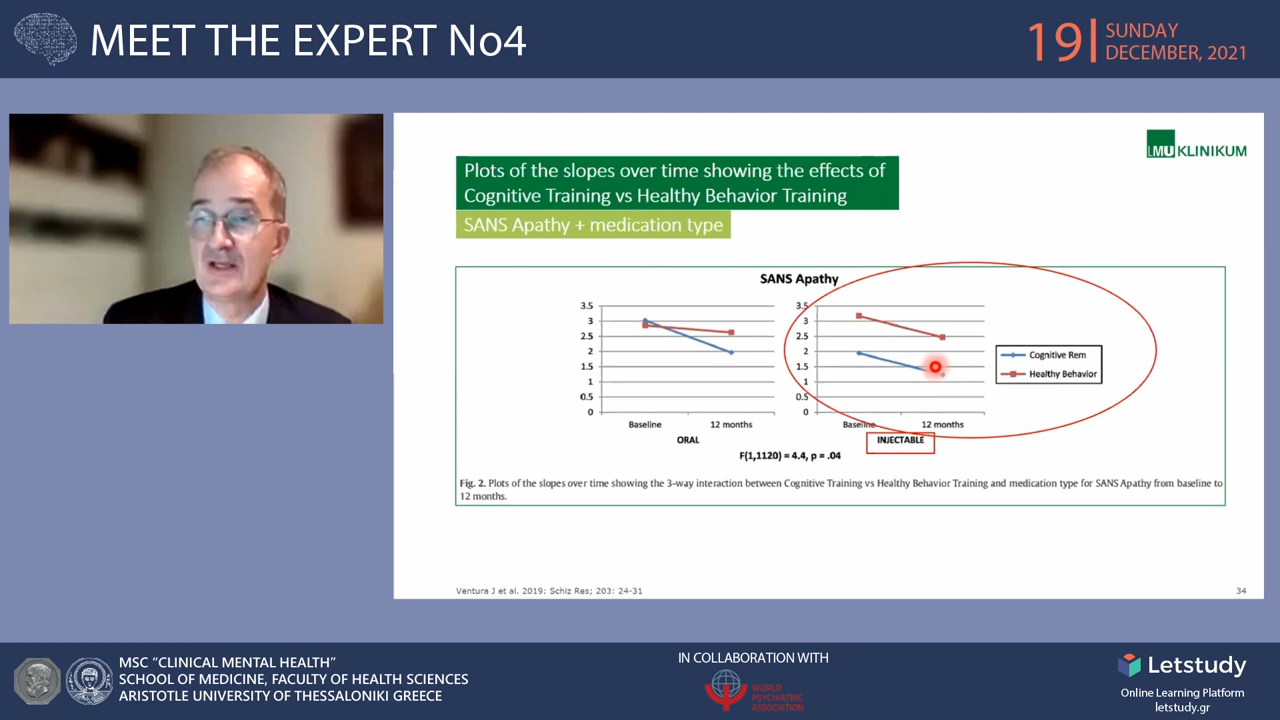 MEET THE EXPERT No4
19
SUNDAY
DECEMBER, 2021
LMU KLINIKUM
Plots of the slopes over time showing the effects of
Cognitive Training vs Healthy Behavior Training
SANS Apathy + medication type
SANS Apathy
3.5
3
2.5
2
1.5
1
0.5
0
Baseline
12 months
ORAL
3.5
3
2.5
2
1.5
1
0.5
0
Baseline
12 months
INJECTABLE
Cognitive Rem
Healthy Behavior
F(1,1120) = 4.4, p = .04
Fig. 2. Plots of the slopes over time showing the 3-way interaction between Cognitive Training vs Healthy Behavior Training and medication type for SANS Apathy from baseline to
12 months.
Ventura J et al. 2019: Schiz Res; 203: 24-31
34
MSC “CLINICAL MENTAL HEALTH”
SCHOOL OF MEDICINE, FACULTY OF HEALTH SCIENCES
ARISTOTLE UNIVERSITY OF THESSALONIKI GREECE
IN COLLABORATION WITH
WORLD
PSYCHIATRIC
ASSOCIATION
Letstudy
Online Learning Platform
letstudy.gr